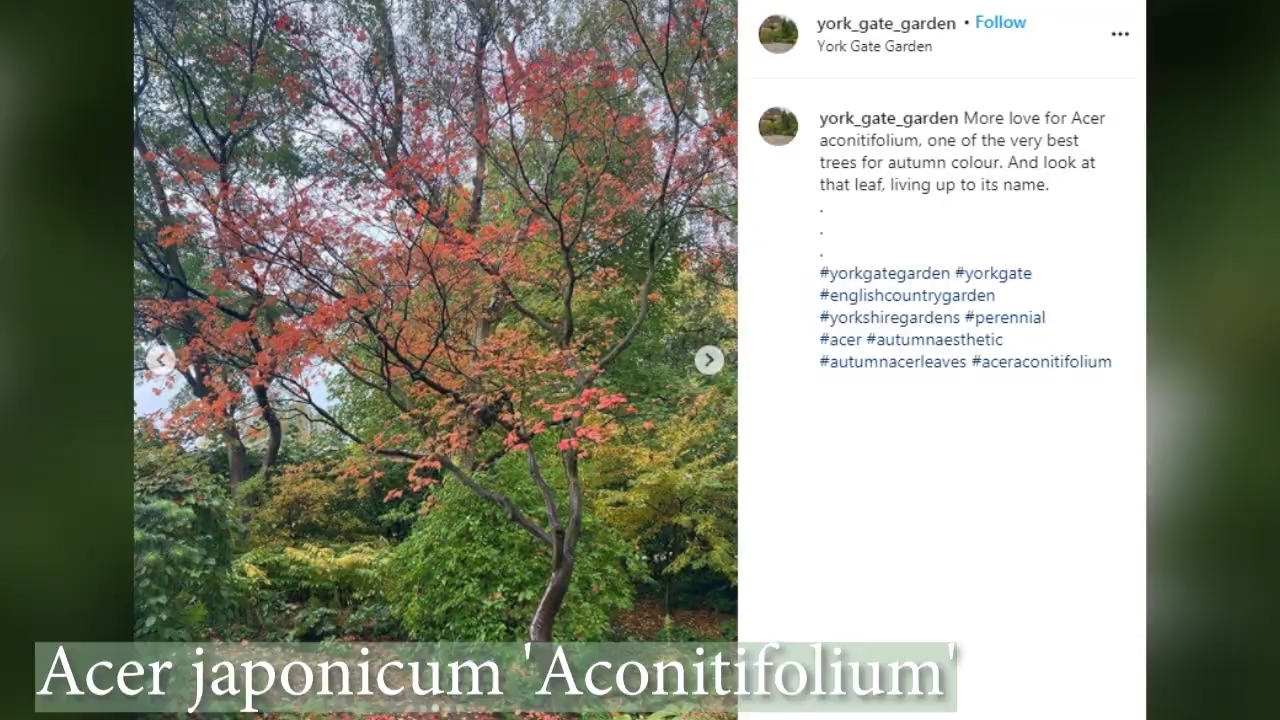 york_gate_garden • Follow
York Gate Garden
york_gate_garden More love for Acer
aconitifolium, one of the very best
trees for autumn colour. And look at
that leaf, living up to its name.
.
.
.
#yorkgategarden #yorkgate
#englishcountrygarden
#yorkshiregardens #perennial
#acer #autumnaesthetic
#autumnacerleaves #aceraconitifolium
Acer japonicum 'Aconitifolium'